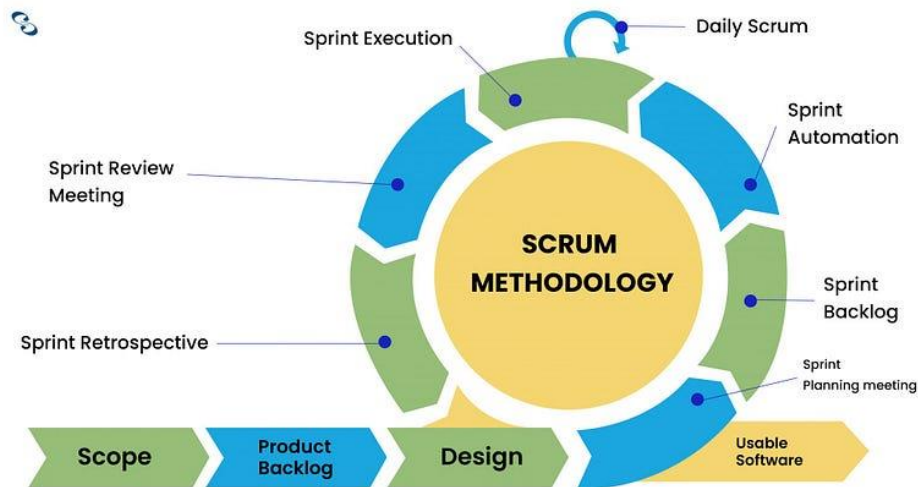 Sprint Execution
Daily Scrum
Sprint
Automation
Sprint Review
Meeting
SCRUM
METHODOLOGY
Sprint
Backlog
Sprint Retrospective
Sprint
Planning meeting
Scope
Product
Backlog
Design
Usable
Software